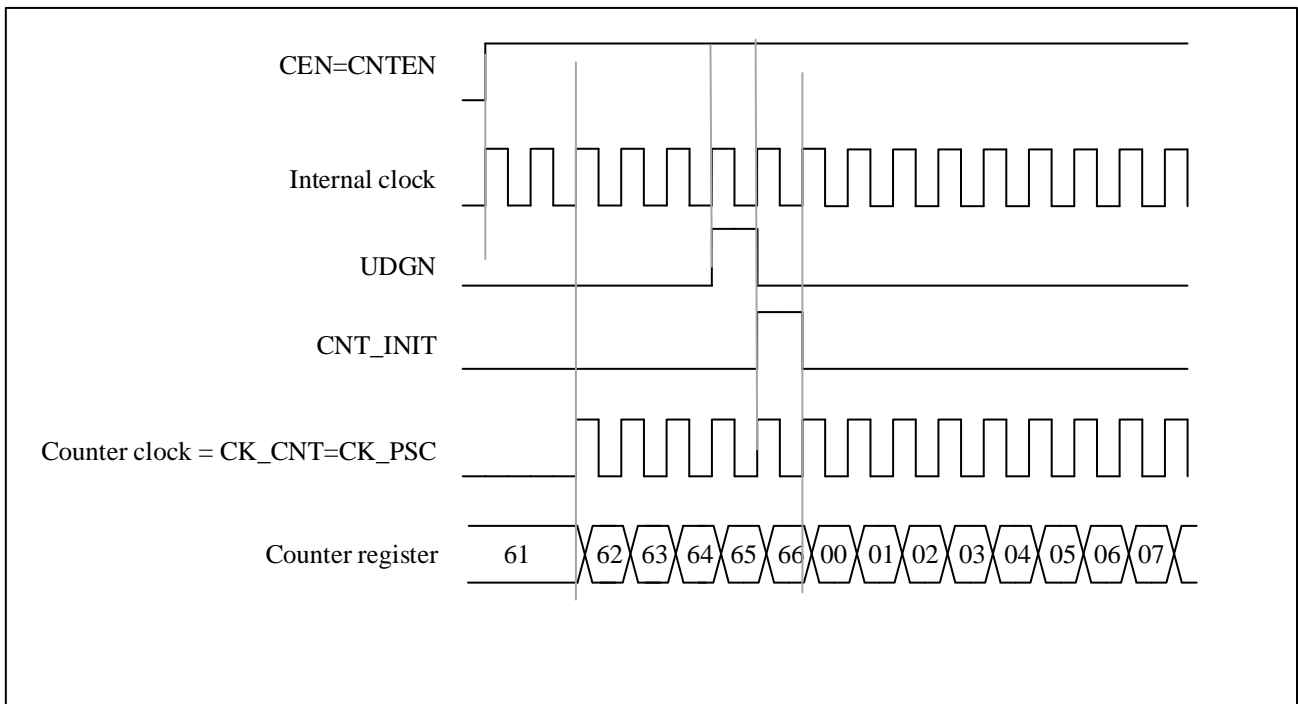 CEN=CNTEN
Internal clock
UDGN
CNT_INIT
Counter clock = CK_CNT=CK_PSC
Counter register 61 62 63 64 65 66 00 01 02 03 04 05 06 07